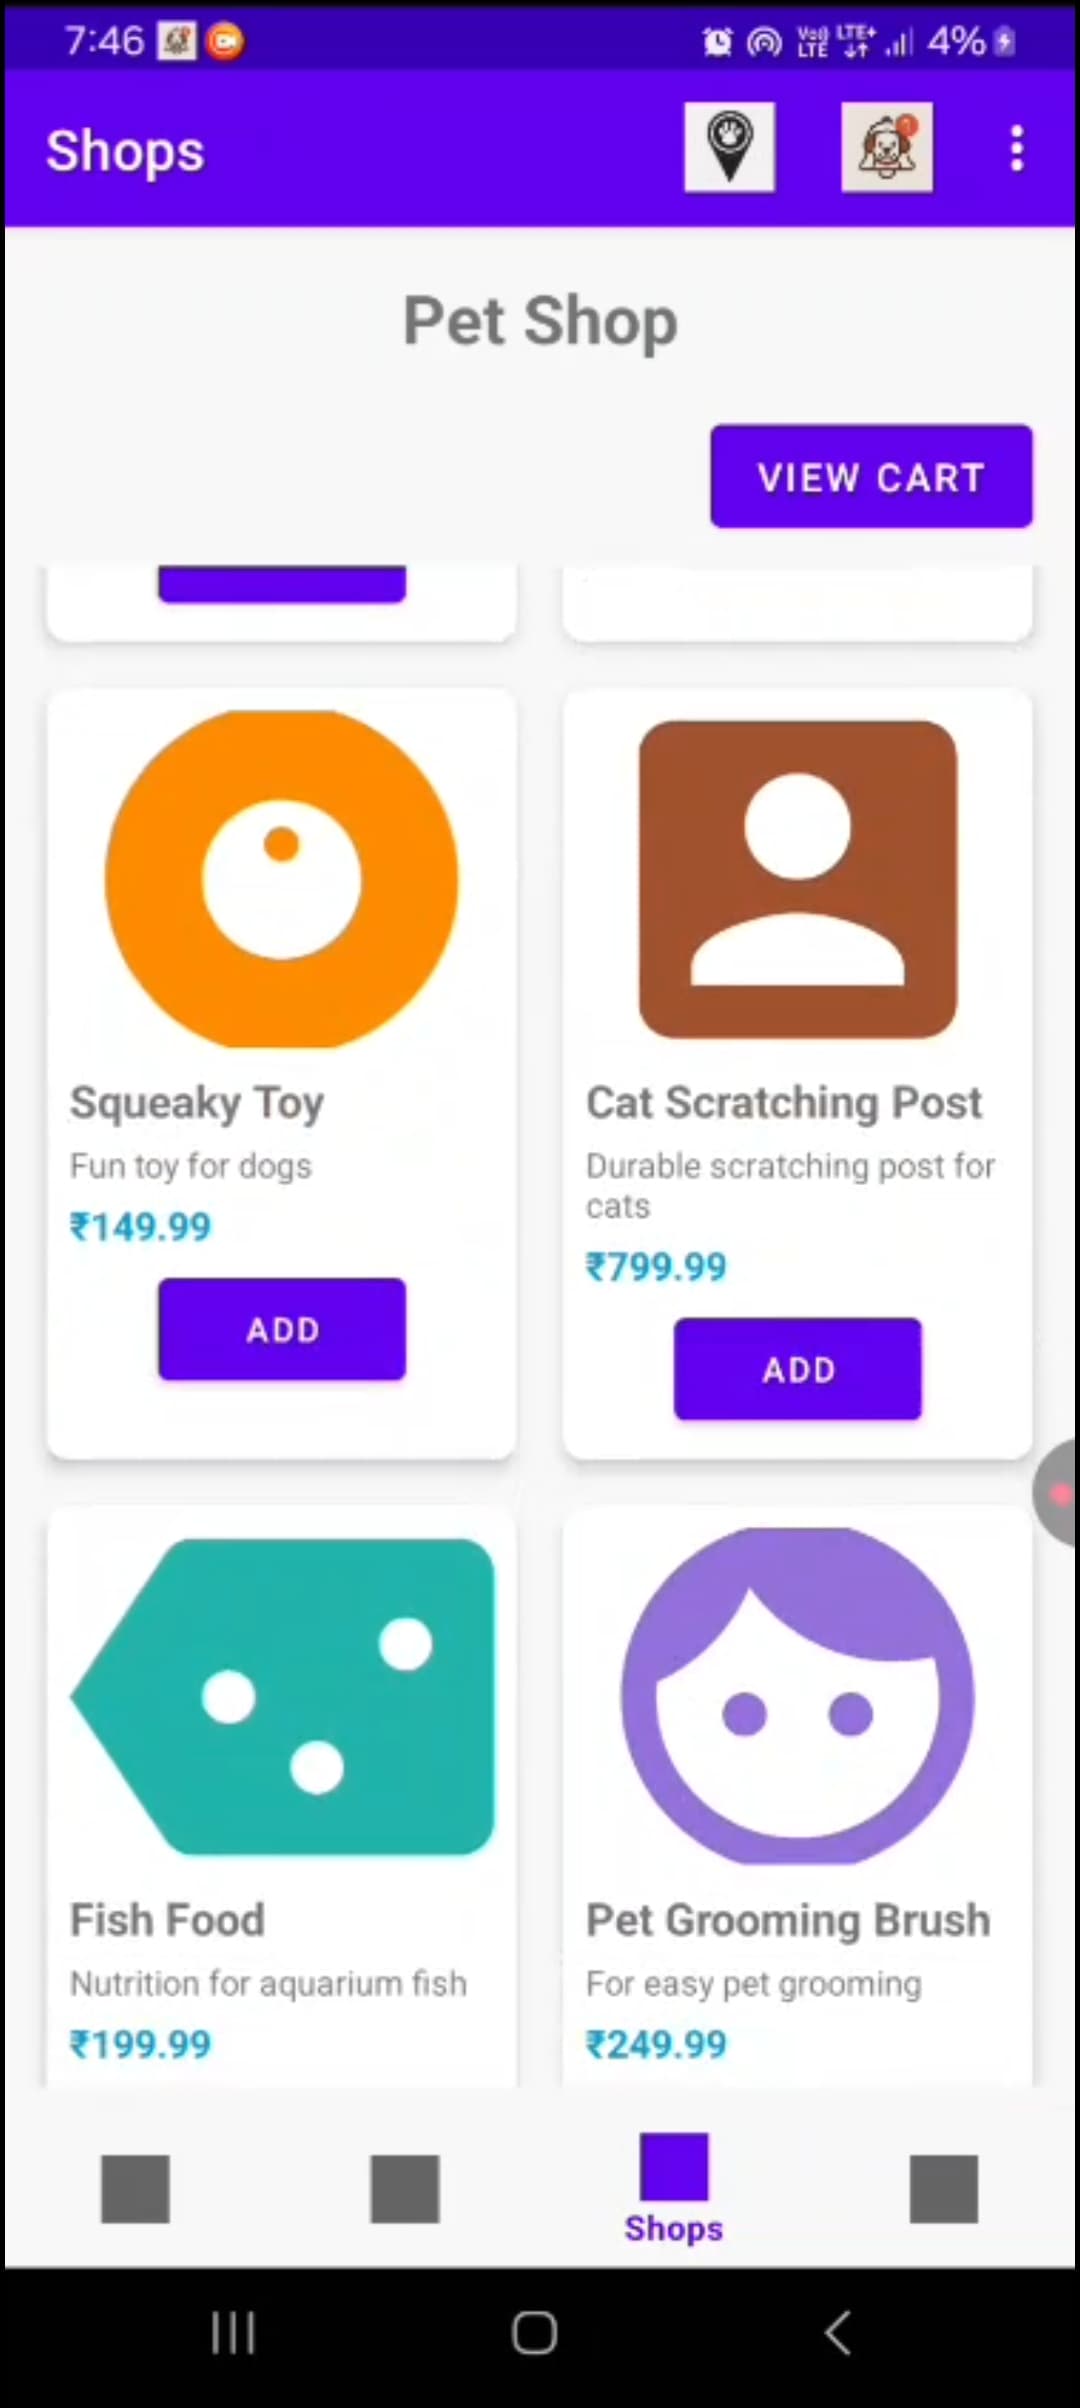 7:46
Vo) LTE LTE+ 4%
Shops
Pet Shop
VIEW CART
Squeaky Toy
Fun toy for dogs
₹149.99
ADD
Cat Scratching Post
Durable scratching post for
cats
₹799.99
ADD
Fish Food
Nutrition for aquarium fish
₹199.99
Pet Grooming Brush
For easy pet grooming
₹249.99
Shops